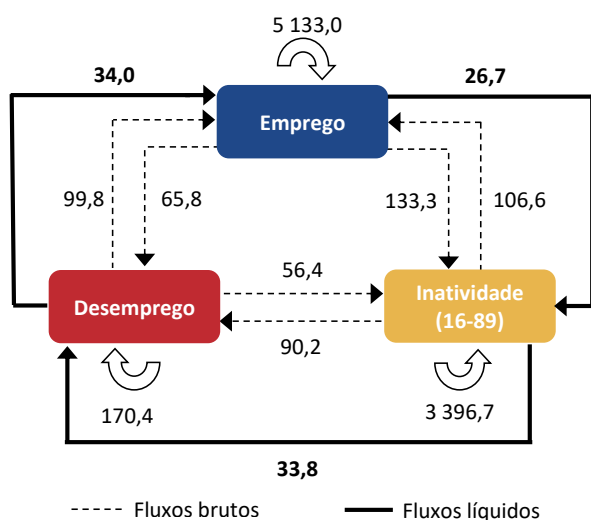 5 133,0
34,0
26,7
Emprego
99,8
65,8
133,3
106,6
56,4
Desemprego
Inatividade
(16-89)
90,2
170,4
3 396,7
33,8
Fluxos brutos
Fluxos líquidos